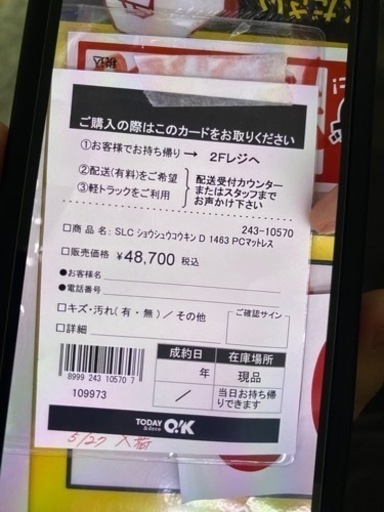 ださい
税込
ご購入の際はこのカードをお取りください
①お客様でお持ち帰り → 2Fレジへ
②配送(有料)をご希望
③軽トラックをご利用
配送受付カウンター
またはスタッフまで
お声かけ下さい
243-10570
□商品名: SLC ショウシュウコウキン D 1463 PCマットレス
□販売価格 ¥48,700 税込
●お客様名
●電話番号
□キズ・汚れ(有・無)/その他
□詳細
ご確認サイン
8999 243 10570 7
109973
成約日
年
/
在庫場所
現品
当日お持ち帰
りできます
TODAY
&deco
O!K
5/27 入荷